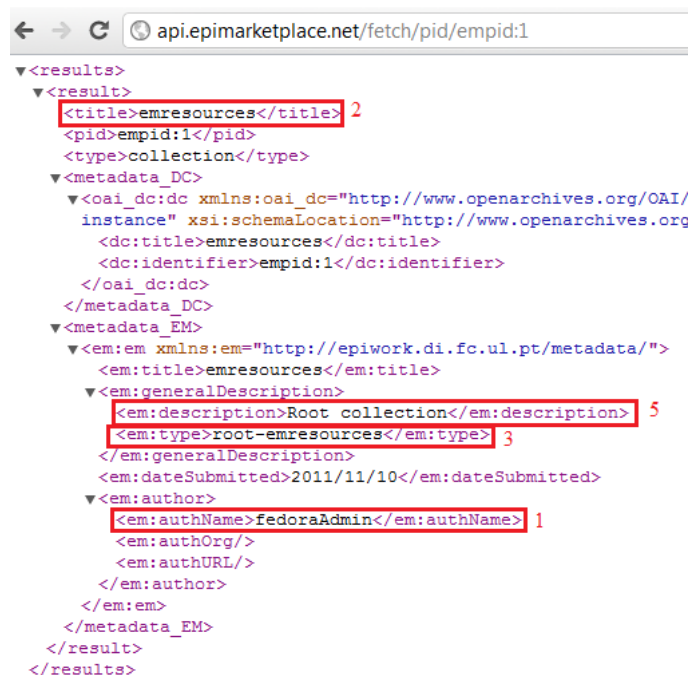 api.epimarketplace.net/fetch/pid/empid:1
▼<results>
▼<result>
<title>emresources</title> 2
<pid>empid:1</pid>
<type>collection</type>
▼<metadata_DC>
▼<oai_dc:dc xmlns:oai_dc="http://www.openarchives.org/OAI/
instance" xsi:schemaLocation="http://www.openarchives.org
<dc:title>emresources</dc:title>
<dc:identifier>empid:1</dc:identifier>
</oai_dc:dc>
</metadata_DC>
▼<metadata_EM>
▼<em:em xmlns:em="http://epiwork.di.fc.ul.pt/metadata/">
<em:title>emresources</em:title>
▼<em:generalDescription>
<em:description>Root collection</em:description> 5
<em:type>root-emresources</em:type> 3
</em:generalDescription>
<em:dateSubmitted>2011/11/10</em:dateSubmitted>
▼<em:author>
<em:authName>fedoraAdmin</em:authName> 1
<em:authOrg/>
<em:authURL/>
</em:author>
</em:em>
</metadata_EM>
</result>
</results>